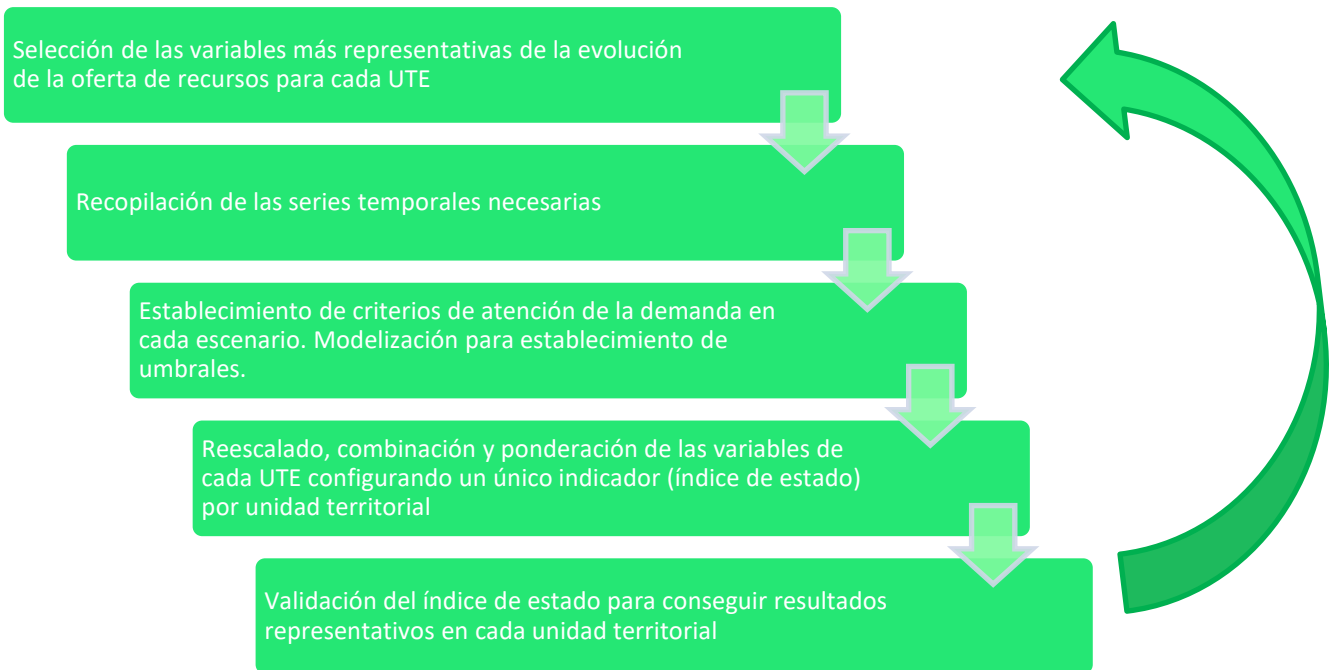 Selección de las variables más representativas de la evolución
de la oferta de recursos para cada UTE
Recopilación de las series temporales necesarias
Establecimiento de criterios de atención de la demanda en
cada escenario. Modelización para establecimiento de
umbrales.
Reescalado, combinación y ponderación de las variables de
cada UTE configurando un único indicador (índice de estado)
por unidad territorial
Validación del índice de estado para conseguir resultados
representativos en cada unidad territorial